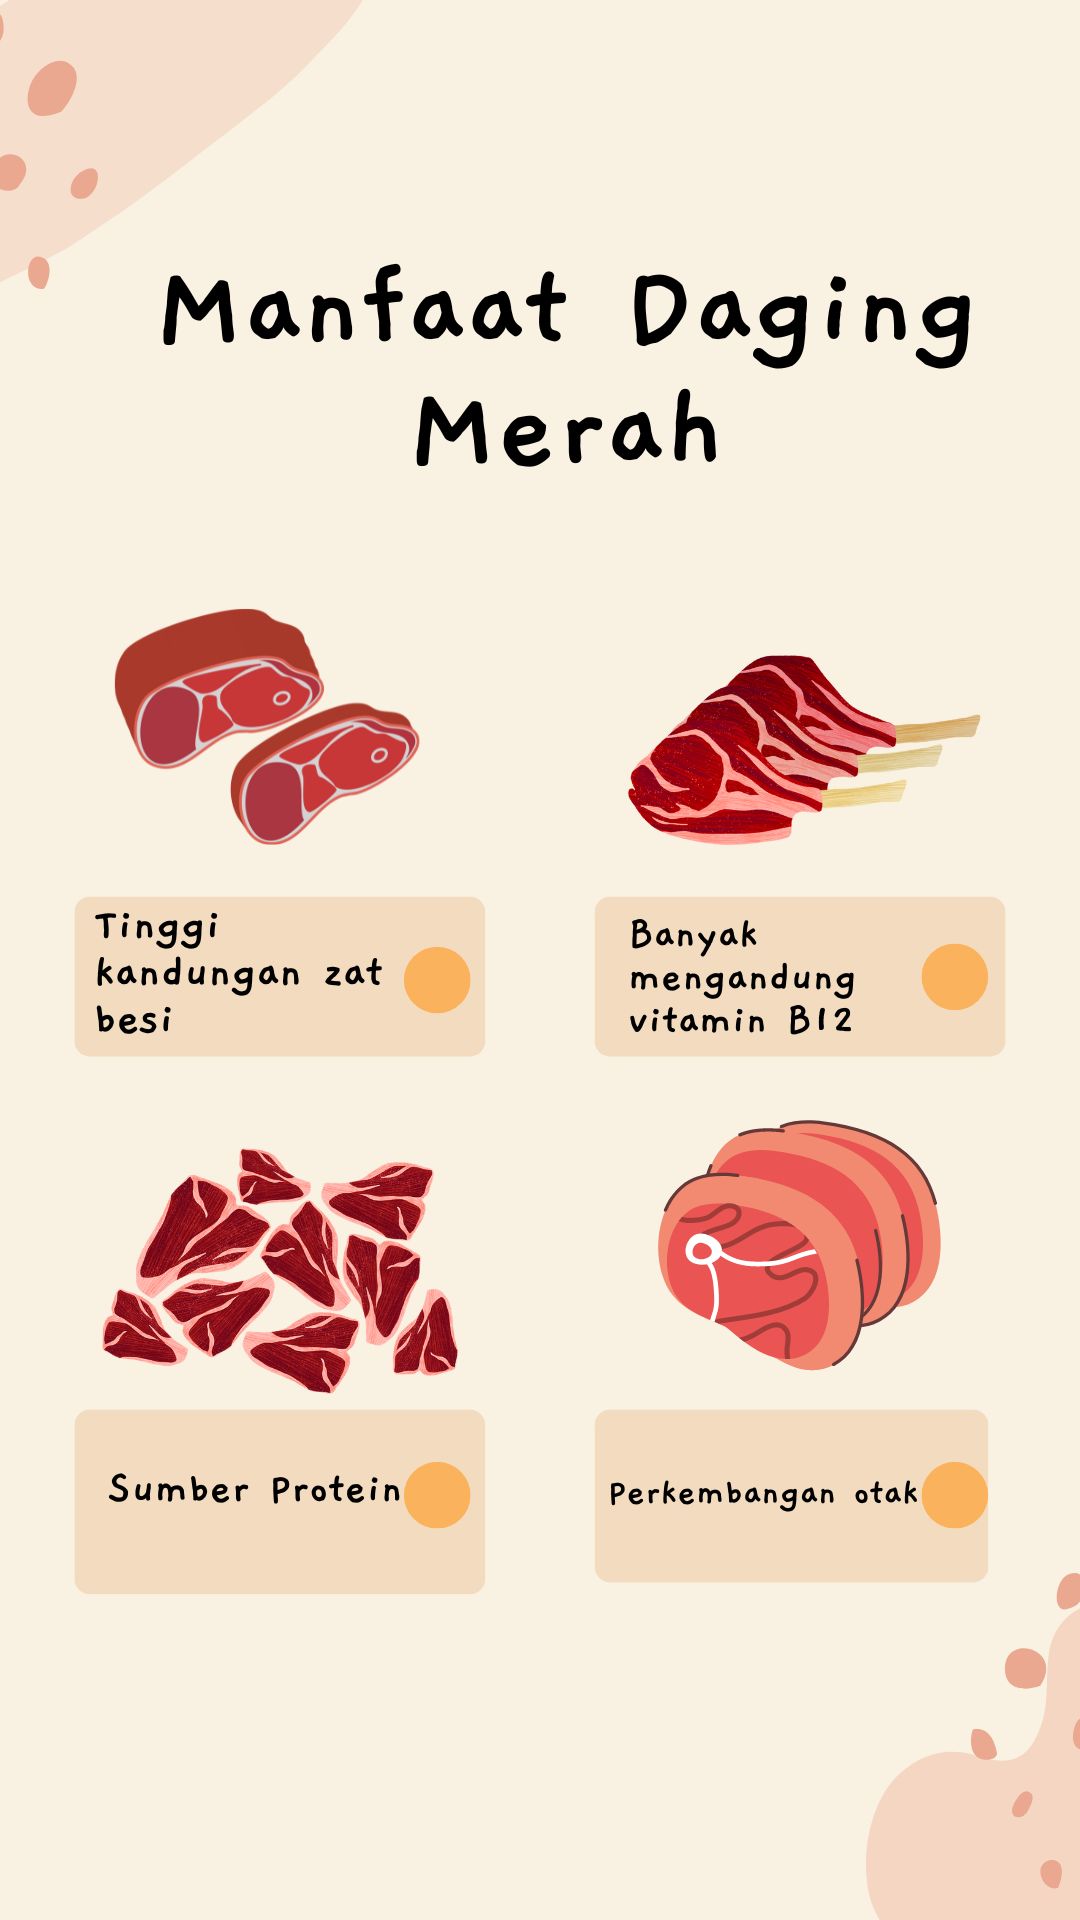 Manfaat Daging
Merah
Tinggi
kandungan zat
besi
Banyak
mengandung
vitamin B12
Sumber Protein
Perkembangan otak